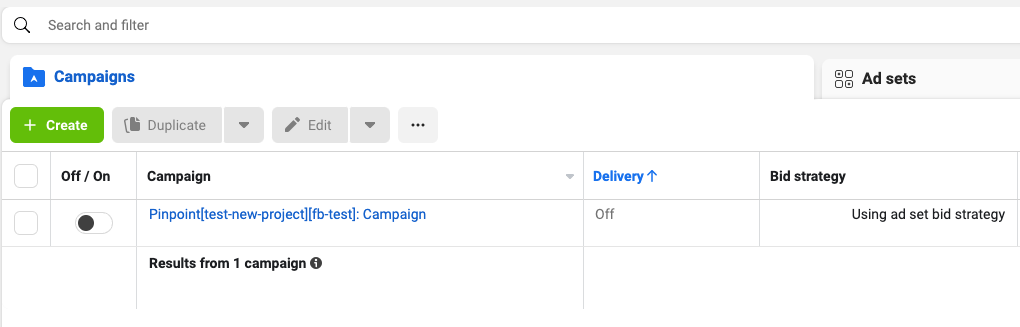 Search and filter
Campaigns
Ad sets
+ Create
Duplicate
Edit
...
Off / On
Campaign
Delivery ↑
Bid strategy
Pinpoint[test-new-project][fb-test]: Campaign
Off
Using ad set bid strategy
Results from 1 campaign